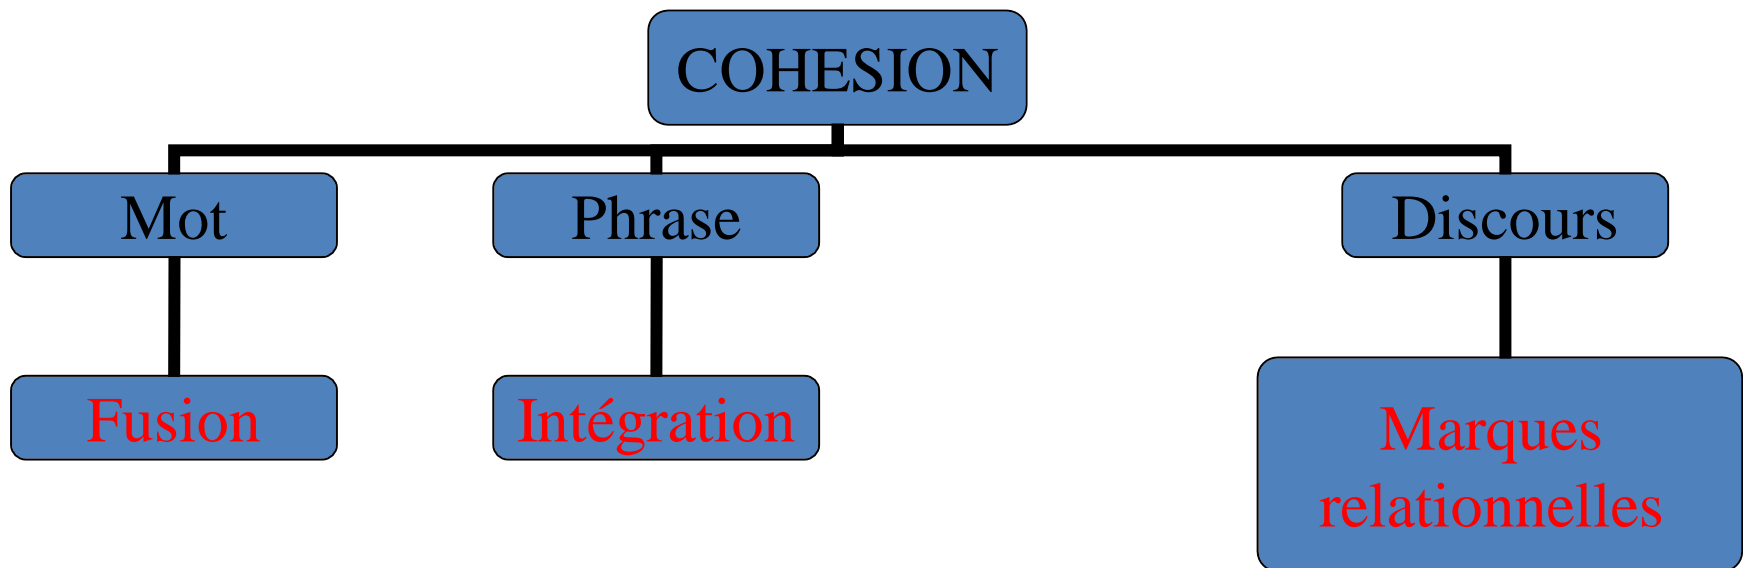 COHESION
Mot
Phrase
Discours
Fusion
Intégration
Marques
relationnelles